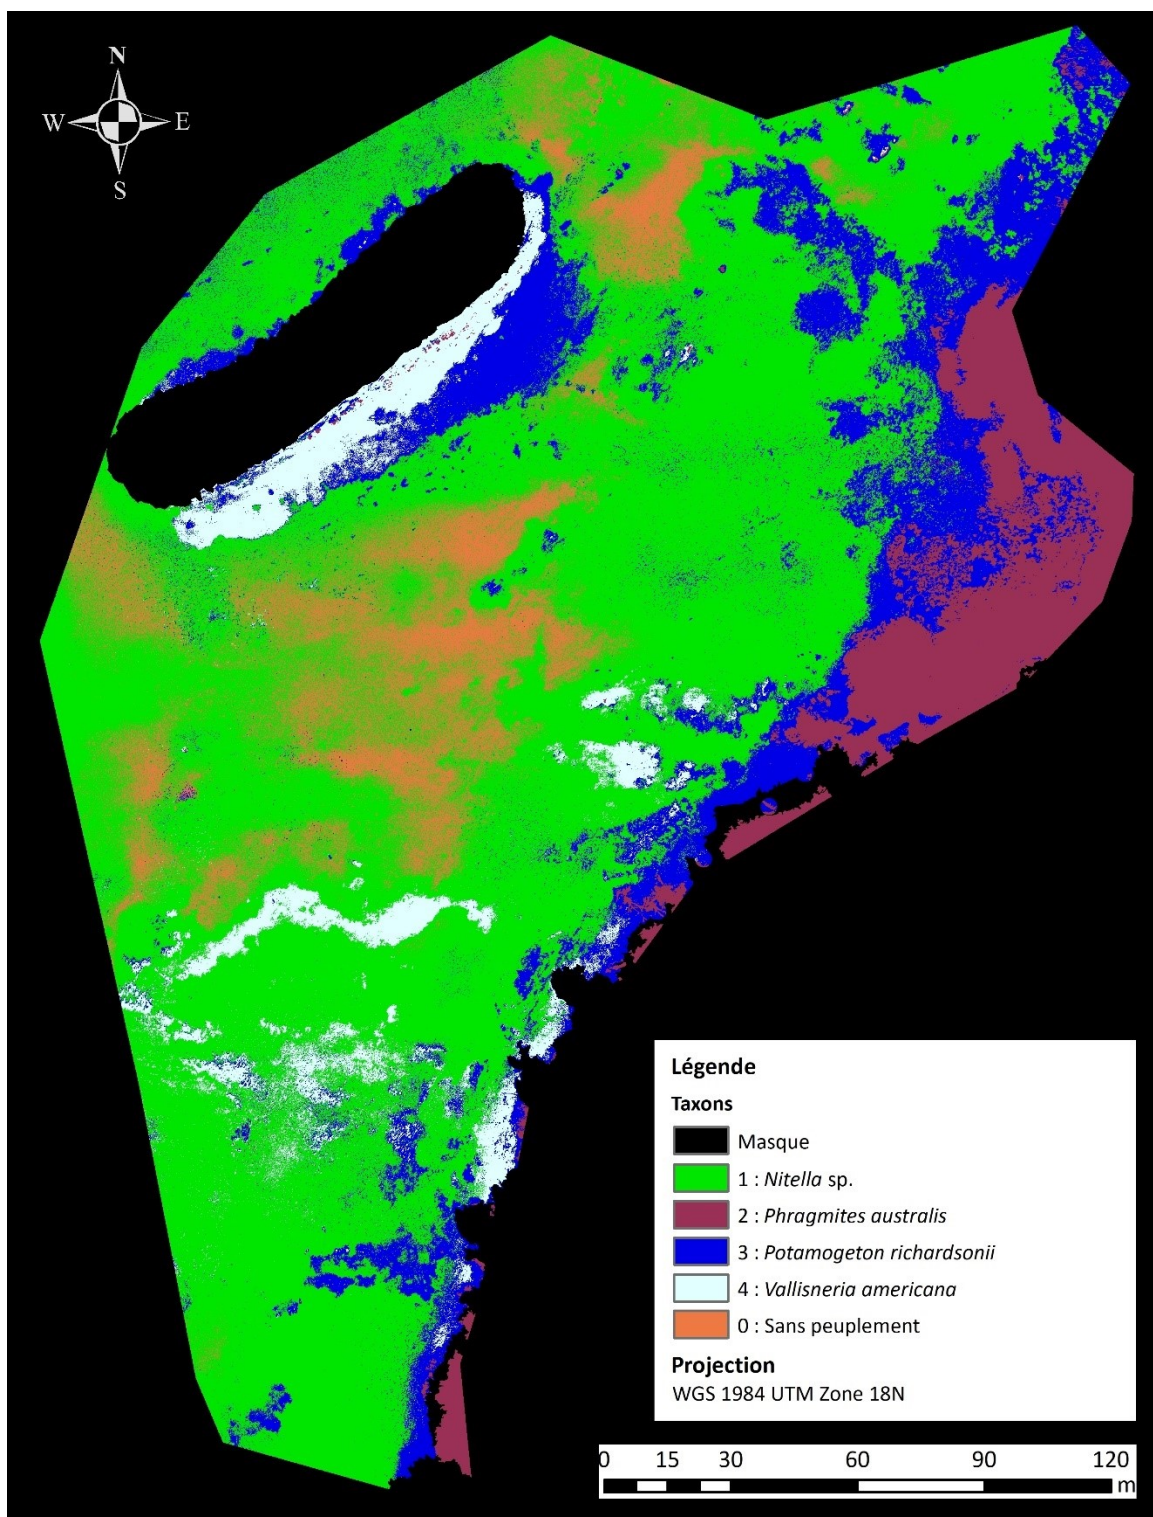 N
W E
S
Légende
Taxons
Masque
1 : Nitella sp.
2 : Phragmites australis
3 : Potamogeton richardsonii
4 : Vallisneria americana
0 : Sans peuplement
Projection
WGS 1984 UTM Zone 18N
0 15 30 60 90 120
m